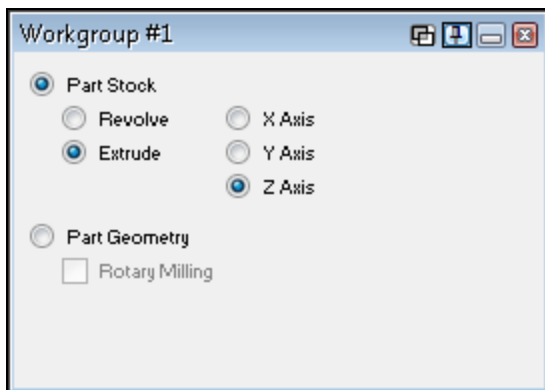 Workgroup #1
Part Stock
Revolve
X Axis
Extrude
Y Axis
Z Axis
Part Geometry
Rotary Milling